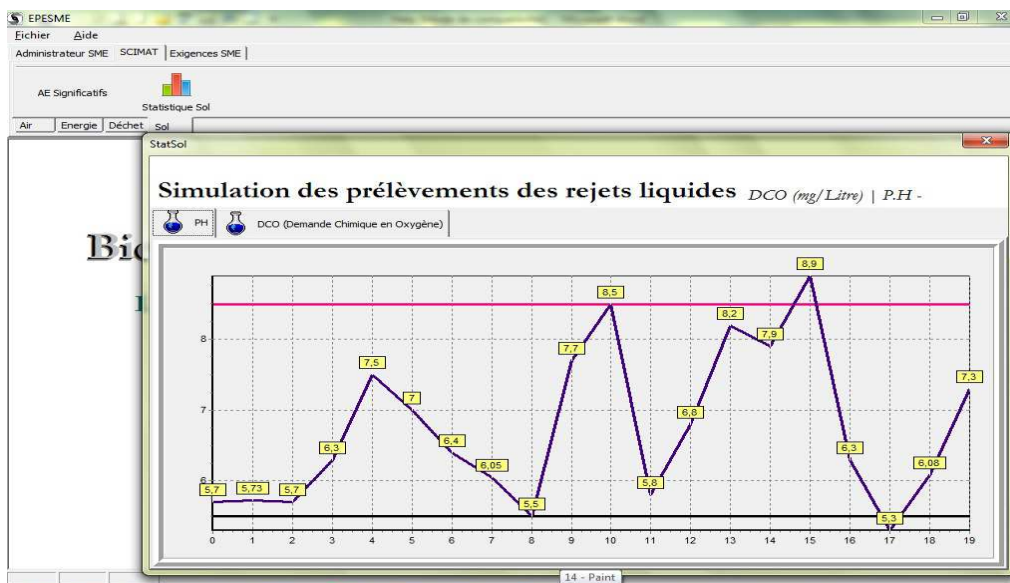 EPESME
Fichier Aide
Administrateur SME SCIMAT Exigences SME
AE Significatifs
Statistique Sol
Air Energie Déchet Sol
StatSol
Simulation des prélèvements des rejets liquides DCO (mg/Litre) | P.H -
PH DCO (Demande Chimique en Oxygène)
8,9
8,5
8,2
8
7,9
7,7
7,5
7,3
7
7
6,8
6,4
6,3
6,3
6,05
6,08
6
5,8
5,7
5,73
5,7
5,5
5,3
0 1 2 3 4 5 6 7 8 9 10 11 12 13 14 15 16 17 18 19
14 - Paint